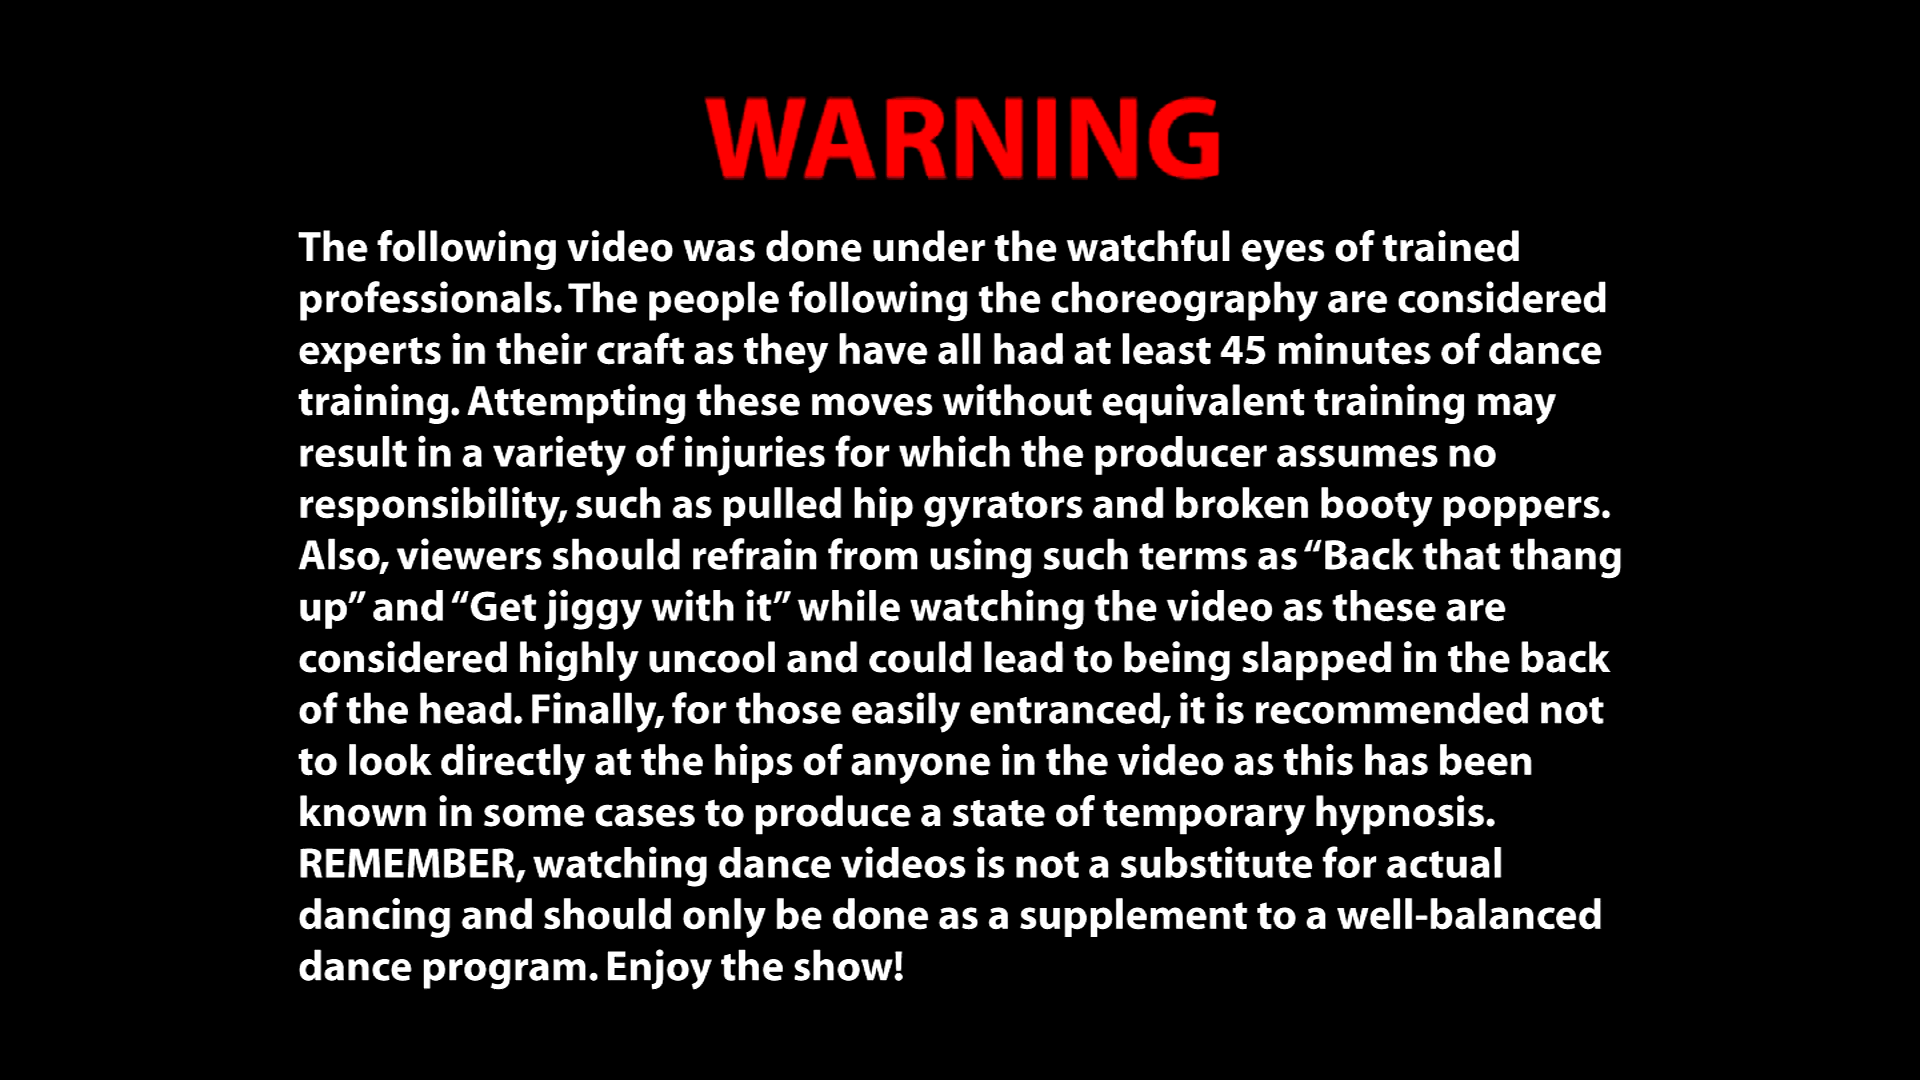 WARNING
The following video was done under the watchful eyes of trained
professionals. The people following the choreography are considered
experts in their craft as they have all had at least 45 minutes of dance
training. Attempting these moves without equivalent training may
result in a variety of injuries for which the producer assumes no
responsibility, such as pulled hip gyrators and broken booty poppers.
Also, viewers should refrain from using such terms as “Back that thang
up” and “Get jiggy with it” while watching the video as these are
considered highly uncool and could lead to being slapped in the back
of the head. Finally, for those easily entranced, it is recommended not
to look directly at the hips of anyone in the video as this has been
known in some cases to produce a state of temporary hypnosis.
REMEMBER, watching dance videos is not a substitute for actual
dancing and should only be done as a supplement to a well-balanced
dance program. Enjoy the show!